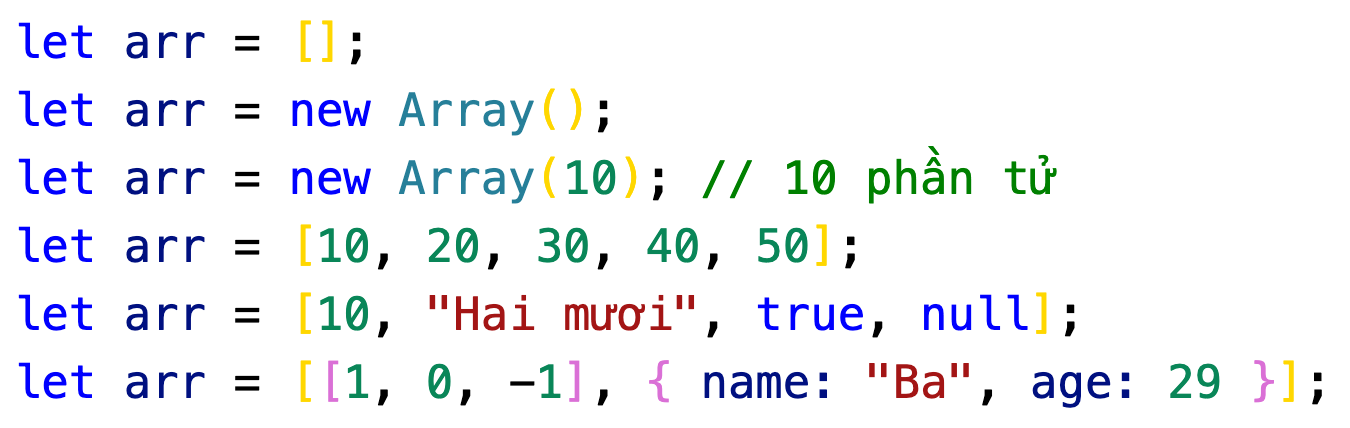 let arr = [];
let arr = new Array();
let arr = new Array(10); // 10 phần tử
let arr = [10, 20, 30, 40, 50];
let arr = [10, "Hai mươi", true, null];
let arr = [[1, 0, -1], { name: "Ba", age: 29 }];